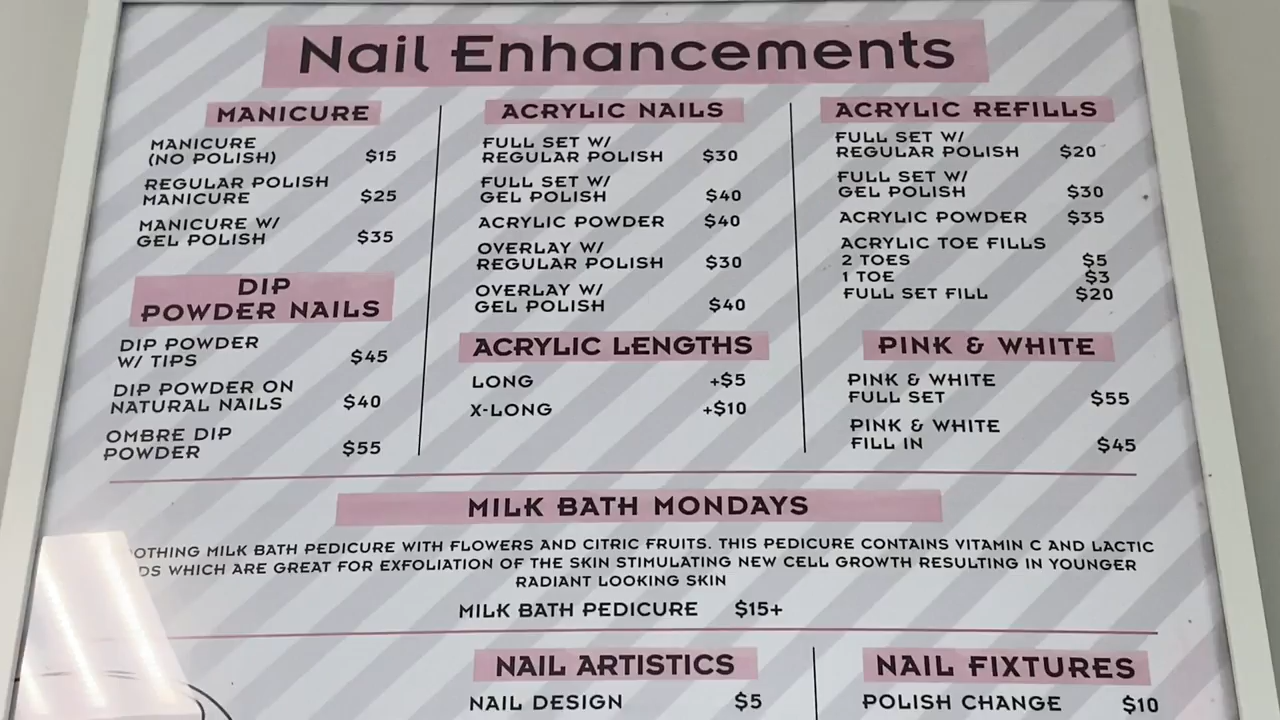 Nail Enhancements
MANICURE
MANICURE
(NO POLISH) $15
REGULAR POLISH
MANICURE $25
MANICURE W/
GEL POLISH $35
DIP
POWDER NAILS
DIP POWDER
W/ TIPS $45
DIP POWDER ON
NATURAL NAILS $40
OMBRE DIP
POWDER $55
ACRYLIC NAILS
FULL SET W/
REGULAR POLISH $30
FULL SET W/
GEL POLISH $40
ACRYLIC POWDER $40
OVERLAY W/
REGULAR POLISH $30
OVERLAY W/
GEL POLISH $40
ACRYLIC LENGTHS
LONG +$5
X-LONG +$10
ACRYLIC REFILLS
FULL SET W/
REGULAR POLISH $20
FULL SET W/
GEL POLISH $30
ACRYLIC POWDER $35
ACRYLIC TOE FILLS
2 TOES $5
1 TOE $3
FULL SET FILL $20
PINK & WHITE
PINK & WHITE
FULL SET $55
PINK & WHITE
FILL IN $45
MILK BATH MONDAYS
MILK BATH PEDICURE WITH FLOWERS AND CITRIC FRUITS. THIS PEDICURE CONTAINS VITAMIN C AND LACTIC
WHICH ARE GREAT FOR EXFOLIATION OF THE SKIN STIMULATING NEW CELL GROWTH RESULTING IN YOUNGER
RADIANT LOOKING SKIN
MILK BATH PEDICURE $15+
NAIL ARTISTICS
NAIL DESIGN $5
NAIL FIXTURES
POLISH CHANGE $10